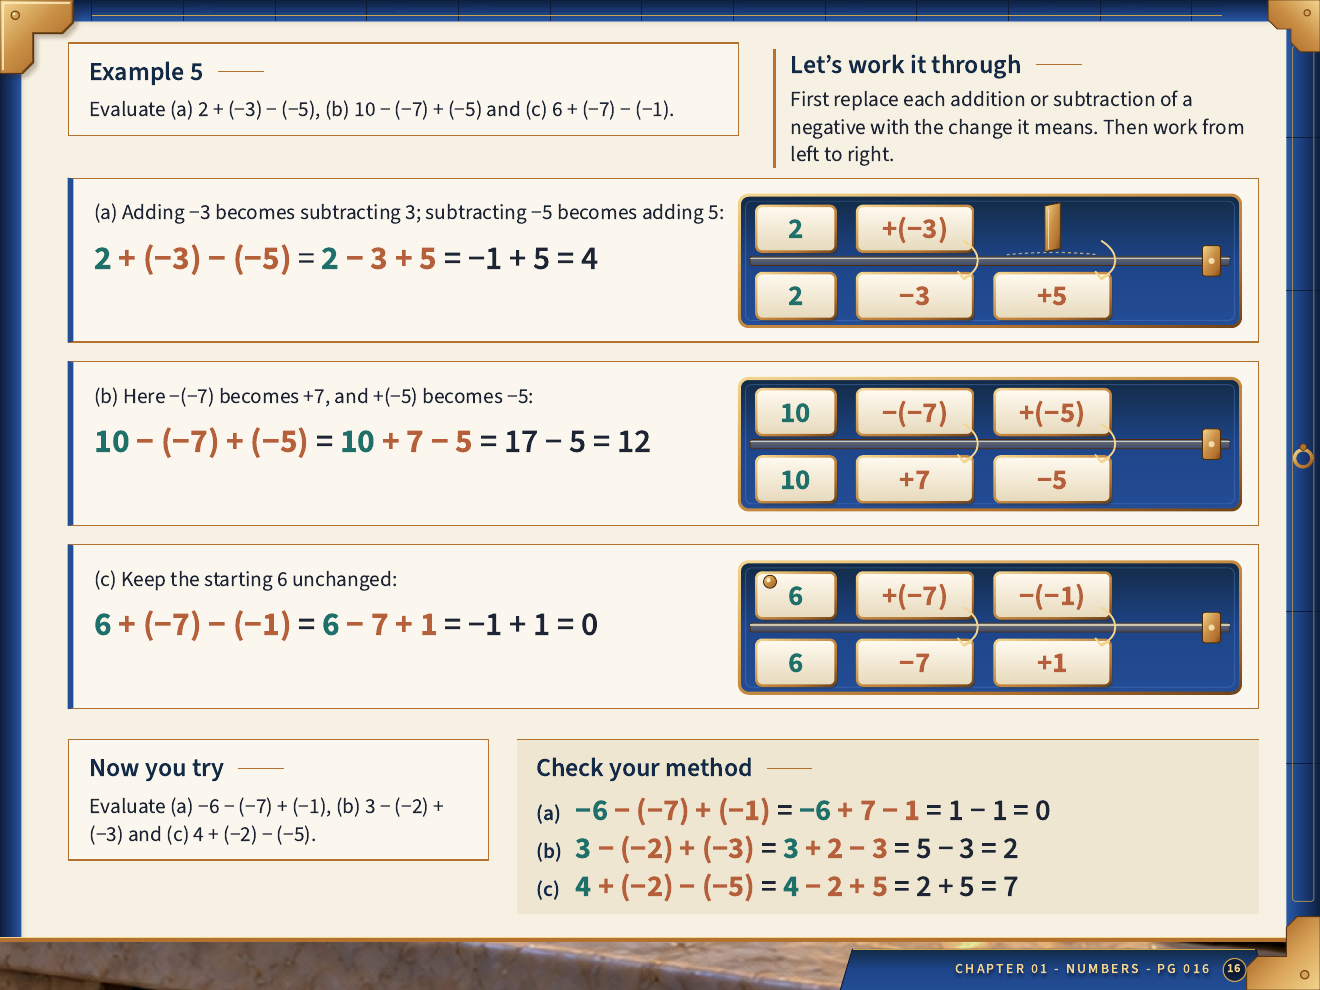 Example 5
Evaluate (a) 2 + (−3) − (−5), (b) 10 − (−7) + (−5) and (c) 6 + (−7) − (−1).
Let’s work it through
First replace each addition or subtraction of a
negative with the change it means. Then work from
left to right.
(a) Adding −3 becomes subtracting 3; subtracting −5 becomes adding 5:
2 + (−3) − (−5) = 2 − 3 + 5 = −1 + 5 = 4
2 +(−3)
2 −3 +5
(b) Here −(−7) becomes +7, and +(−5) becomes −5:
10 − (−7) + (−5) = 10 + 7 − 5 = 17 − 5 = 12
10 −(−7) +(−5)
10 +7 −5
(c) Keep the starting 6 unchanged:
6 + (−7) − (−1) = 6 − 7 + 1 = −1 + 1 = 0
6 +(−7) −(−1)
6 −7 +1
Now you try
Evaluate (a) −6 − (−7) + (−1), (b) 3 − (−2) +
(−3) and (c) 4 + (−2) − (−5).
Check your method
(a) −6 − (−7) + (−1) = −6 + 7 − 1 = 1 − 1 = 0
(b) 3 − (−2) + (−3) = 3 + 2 − 3 = 5 − 3 = 2
(c) 4 + (−2) − (−5) = 4 − 2 + 5 = 2 + 5 = 7
CHAPTER 01 - NUMBERS - PG 016 16